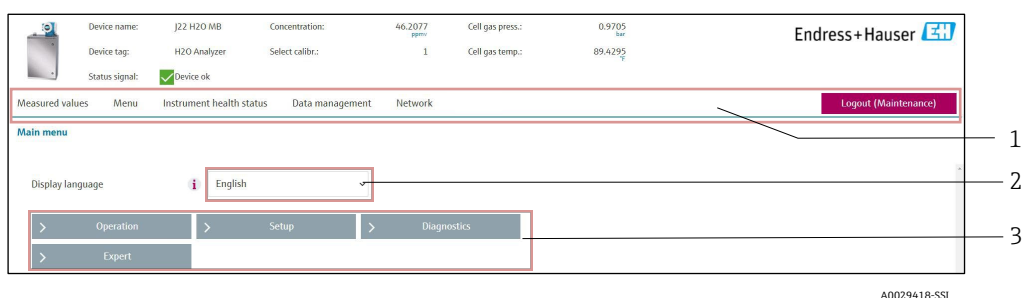 Device name: J22 H2O MB Concentration: 46.2077 ppmv Cell gas press.: 0.9705 bar
Endress+Hauser EH
Device tag: H2O Analyzer Select calibr.: 1 Cell gas temp.: 89.4295 °F
Status signal: Device ok
Measured values Menu Instrument health status Data management Network Logout (Maintenance)
1
Main menu
Display language i English
2
> Operation > Setup > Diagnostics
3
> Expert
A0029418-SSI